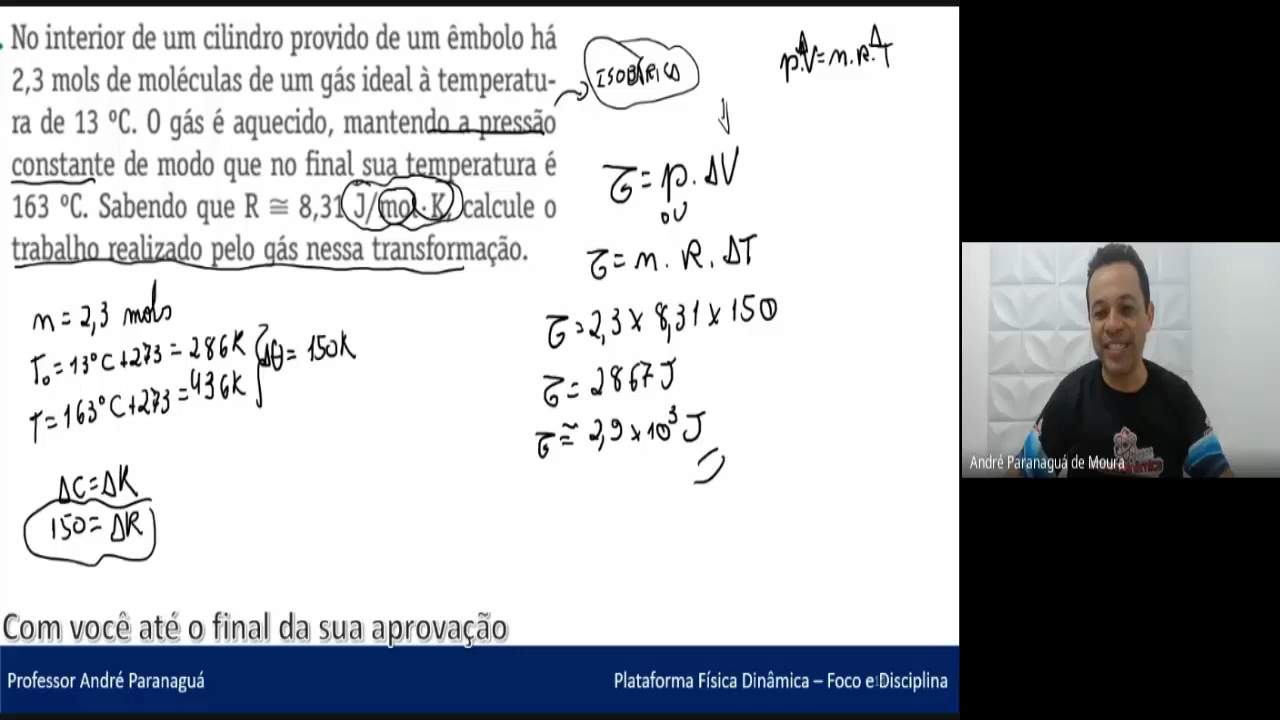 No interior de um cilindro provido de um êmbolo há
2,3 mols de moléculas de um gás ideal à temperatu-
ra de 13 ºC. O gás é aquecido, mantendo a pressão
constante de modo que no final sua temperatura é
163 ºC. Sabendo que R ≅ 8,31 J/mol·K, calcule o
trabalho realizado pelo gás nessa transformação.
n = 2,3 mols
T₀ = 13°C + 273 = 286K
T = 163°C + 273 = 436K
Δθ = 150K
ΔC = ΔK
150 = ΔK
ISOBÁRICA
p.V = n.R.T
Δ Δ
⇓
τ = p. ΔV
OU
τ = n. R. ΔT
τ = 2,3 x 8,31 x 150
τ = 2867 J
τ ≅ 2,9 x 10³ J
André Paranaguá de Moura
Com você até o final da sua aprovação
Professor André Paranaguá
Plataforma Física Dinâmica – Foco e Disciplina